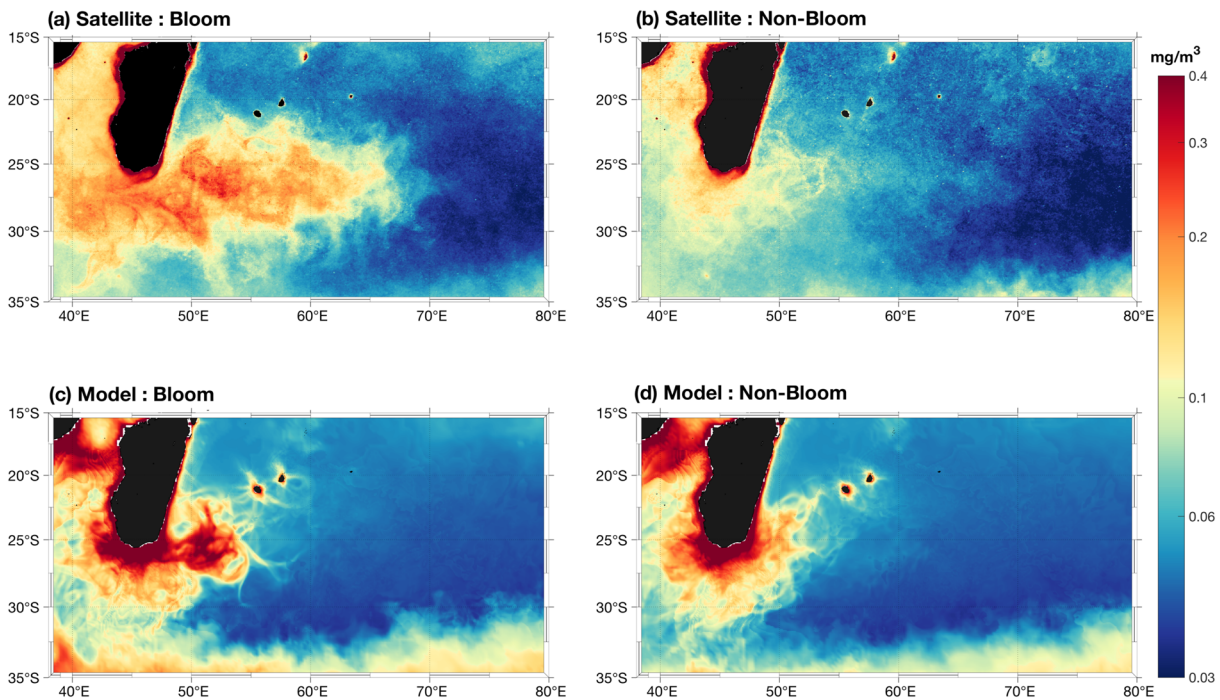 (a) Satellite : Bloom
(b) Satellite : Non-Bloom
15°S
20°S
25°S
30°S
35°S
40°E
50°E
60°E
70°E
80°E
15°S
20°S
25°S
30°S
35°S
40°E
50°E
60°E
70°E
80°E
mg/m³
0.4
0.3
0.2
0.1
0.06
0.03
(c) Model : Bloom
(d) Model : Non-Bloom
15°S
20°S
25°S
30°S
35°S
40°E
50°E
60°E
70°E
80°E
15°S
20°S
25°S
30°S
35°S
40°E
50°E
60°E
70°E
80°E